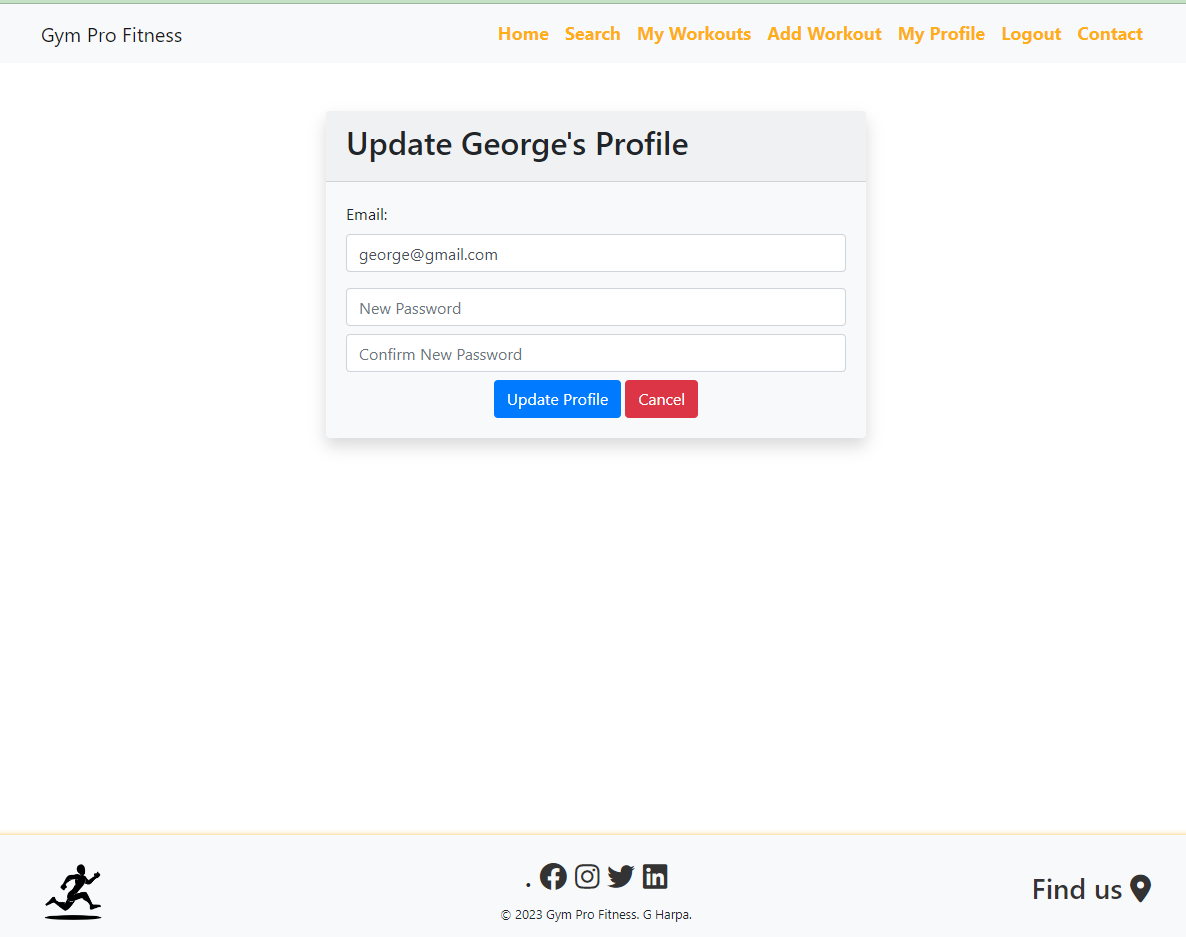 Gym Pro Fitness Home Search My Workouts Add Workout My Profile Logout Contact
Update George's Profile
Email:
george@gmail.com
New Password
Confirm New Password
Update Profile Cancel
.
Find us
© 2023 Gym Pro Fitness. G Harpa.